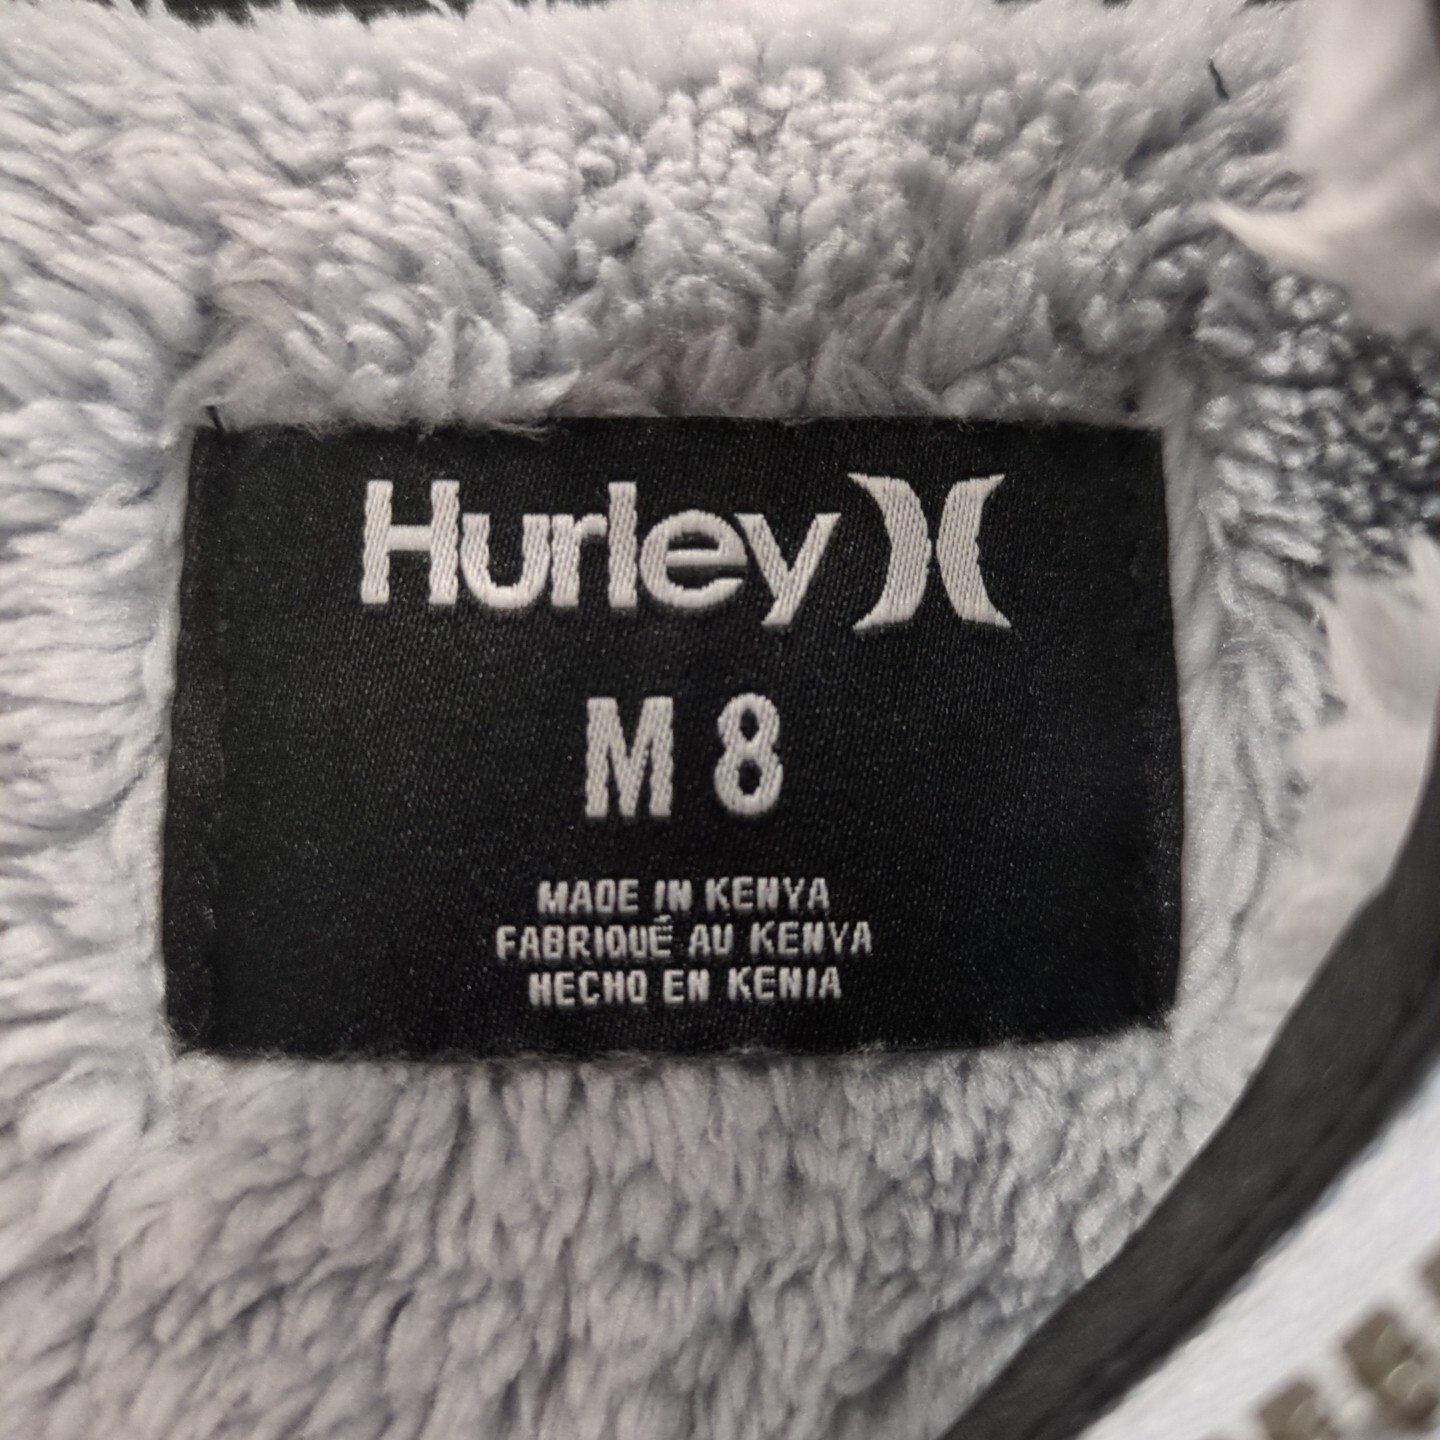 Hurley
M 8
MADE IN KENYA
FABRIQUÉ AU KENYA
HECHO EN KENIA